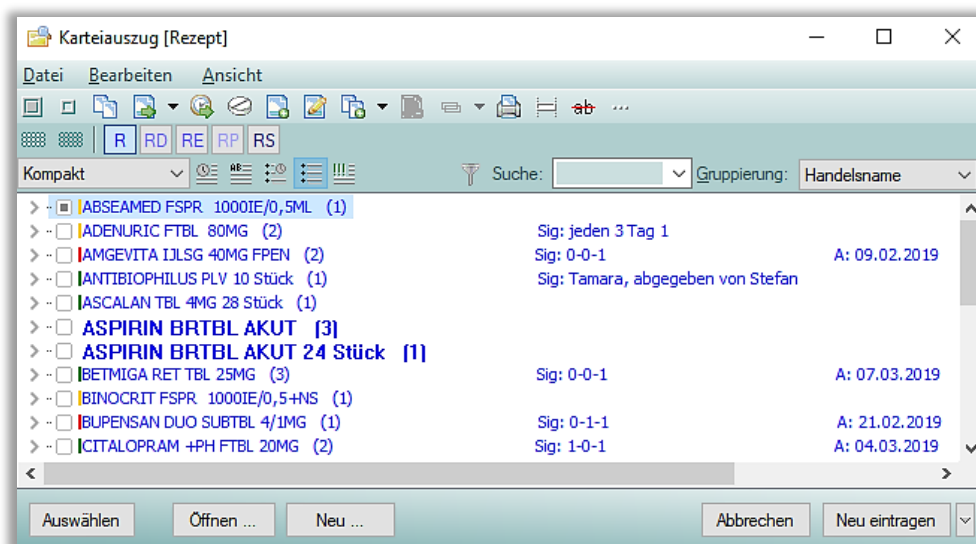 Karteiauszug [Rezept]
Datei Bearbeiten Ansicht
ab ...
R RD RE RP RS
Kompakt Suche: Gruppierung: Handelsname
ABSEAMED FSPR 1000IE/0,5ML (1)
ADENURIC FTBL 80MG (2) Sig: jeden 3 Tag 1
AMGEVITA IJLSG 40MG FPEN (2) Sig: 0-0-1 A: 09.02.2019
ANTIBIOPHILUS PLV 10 Stück (1) Sig: Tamara, abgegeben von Stefan
ASCALAN TBL 4MG 28 Stück (1)
ASPIRIN BRTBL AKUT (3)
ASPIRIN BRTBL AKUT 24 Stück (1)
BETMIGA RET TBL 25MG (3) Sig: 0-0-1 A: 07.03.2019
BINOCRIT FSPR 1000IE/0,5+NS (1)
BUPENSAN DUO SUBTBL 4/1MG (1) Sig: 0-1-1 A: 21.02.2019
CITALOPRAM +PH FTBL 20MG (2) Sig: 1-0-1 A: 04.03.2019
Auswählen Öffnen ... Neu ... Abbrechen Neu eintragen